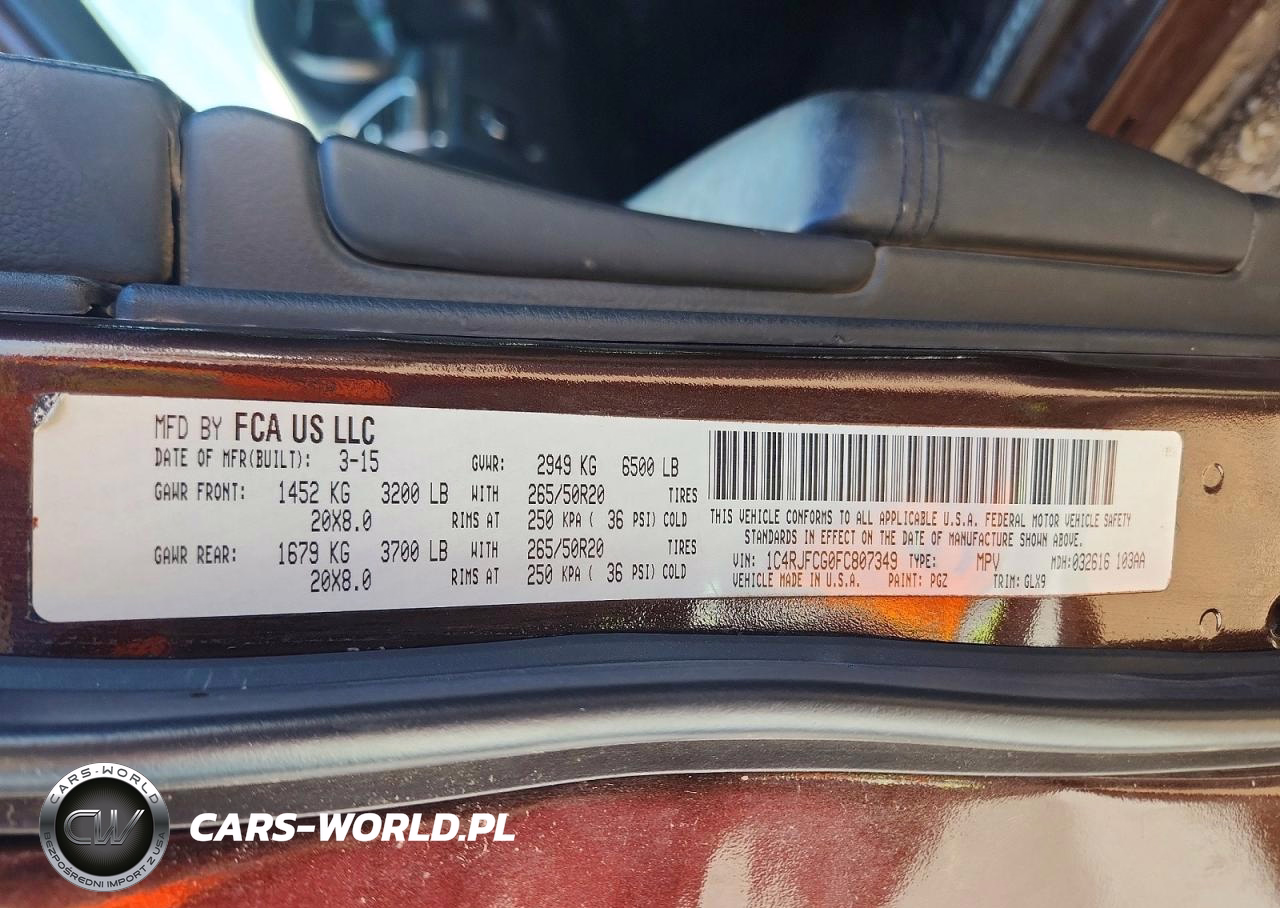 MFD BY FCA US LLC
DATE OF MFR(BUILT): 3-15 GVWR: 2949 KG 6500 LB
GAWR FRONT: 1452 KG 3200 LB WITH 265/50R20 TIRES
20X8.0 RIMS AT 250 KPA ( 36 PSI) COLD
GAWR REAR: 1679 KG 3700 LB WITH 265/50R20 TIRES
20X8.0 RIMS AT 250 KPA ( 36 PSI) COLD
THIS VEHICLE CONFORMS TO ALL APPLICABLE U.S.A. FEDERAL MOTOR VEHICLE SAFETY
STANDARDS IN EFFECT ON THE DATE OF MANUFACTURE SHOWN ABOVE.
VIN: 1C4RJFCG0FC807349 TYPE: MPV MDH:032616 103AA
VEHICLE MADE IN U.S.A. PAINT: PGZ TRIM: GLX9
CARS-WORLD
CW
BEZPOŚREDNI IMPORT Z USA
CARS-WORLD.PL